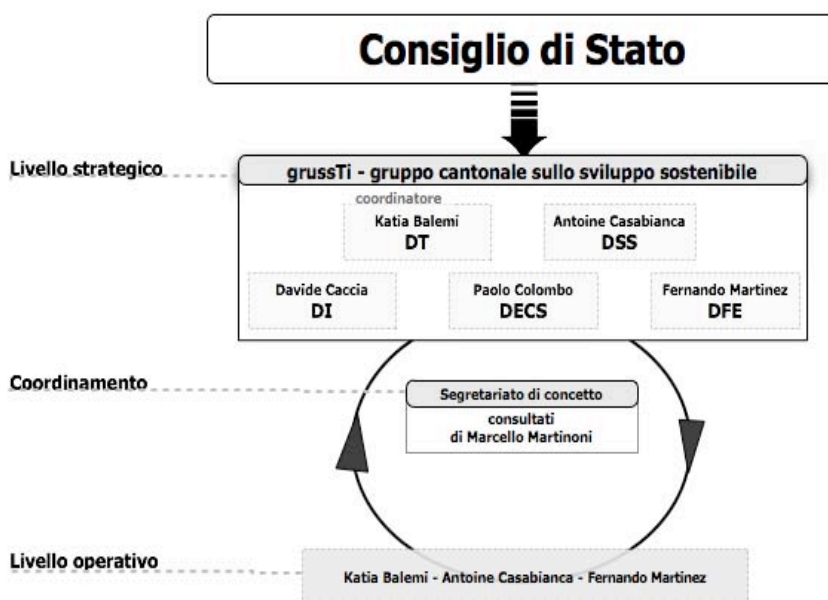 Consiglio di Stato
Livello strategico
grussTi - gruppo cantonale sullo sviluppo sostenibile
coordinatore
Katia Balemi
DT
Antoine Casabianca
DSS
Davide Caccia
DI
Paolo Colombo
DECS
Fernando Martinez
DFE
Coordinamento
Segretariato di concetto
consultati
di Marcello Martinoni
Livello operativo
Katia Balemi - Antoine Casabianca - Fernando Martinez